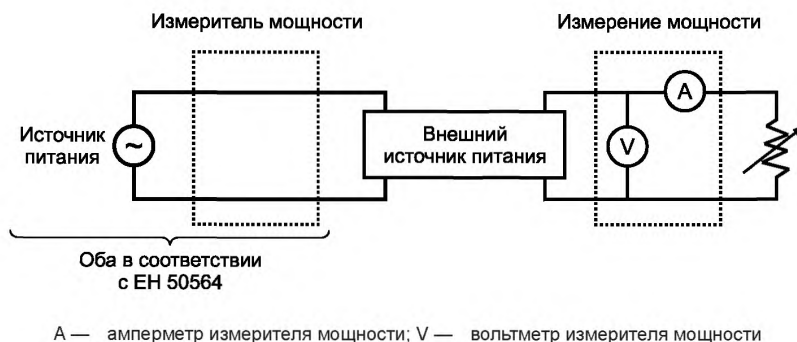 Измеритель мощности
Измерение мощности
Источник
питания
~
Внешний
источник питания
A
V
Оба в соответствии
с ЕН 50564
A — амперметр измерителя мощности; V — вольтметр измерителя мощности